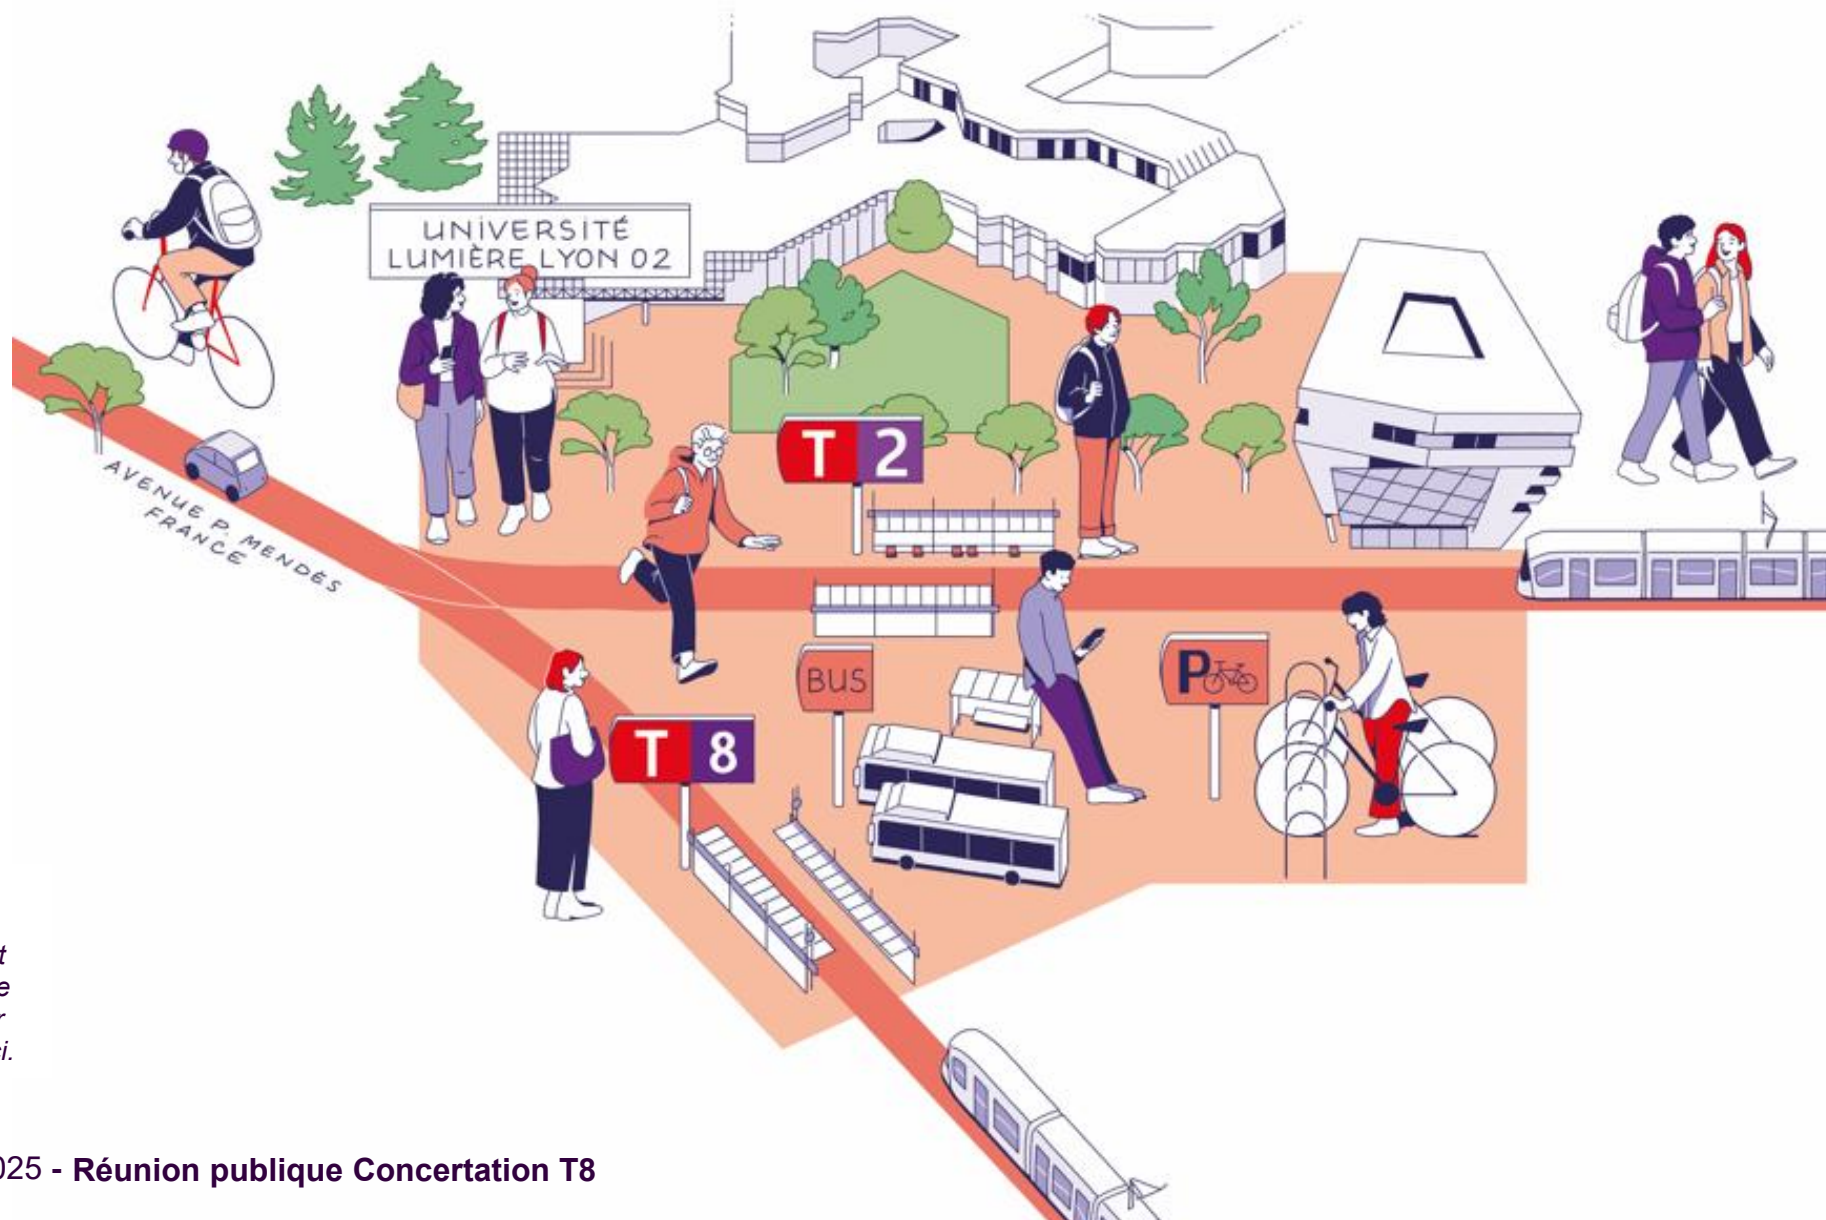 UNIVERSITÉ
LUMIÈRE LYON 02
AVENUE P. MENDÈS
FRANCE
T 2
BUS
P
T 8
025 - Réunion publique Concertation T8